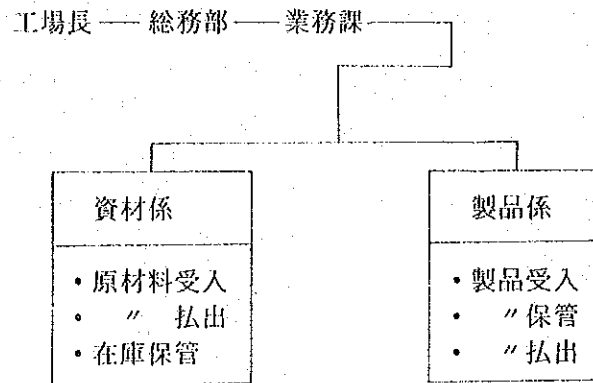 工場長 ── 総務部 ── 業務課
資材係
・原材料受入
・ 〃 払出
・在庫保管
製品係
・製品受入
・ 〃保管
・ 〃払出